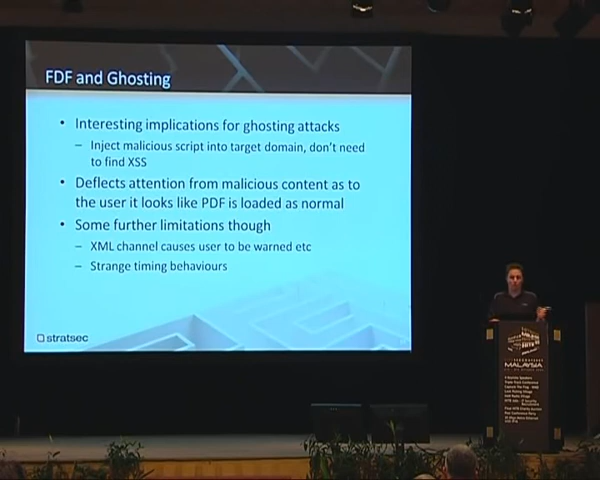 FDF and Ghosting
• Interesting implications for ghosting attacks
– Inject malicious script into target domain, don't need
to find XSS
• Deflects attention from malicious content as to
the user it looks like PDF is loaded as normal
• Some further limitations though
– XML channel causes user to be warned etc
– Strange timing behaviours
stratsec
MALAYSIA